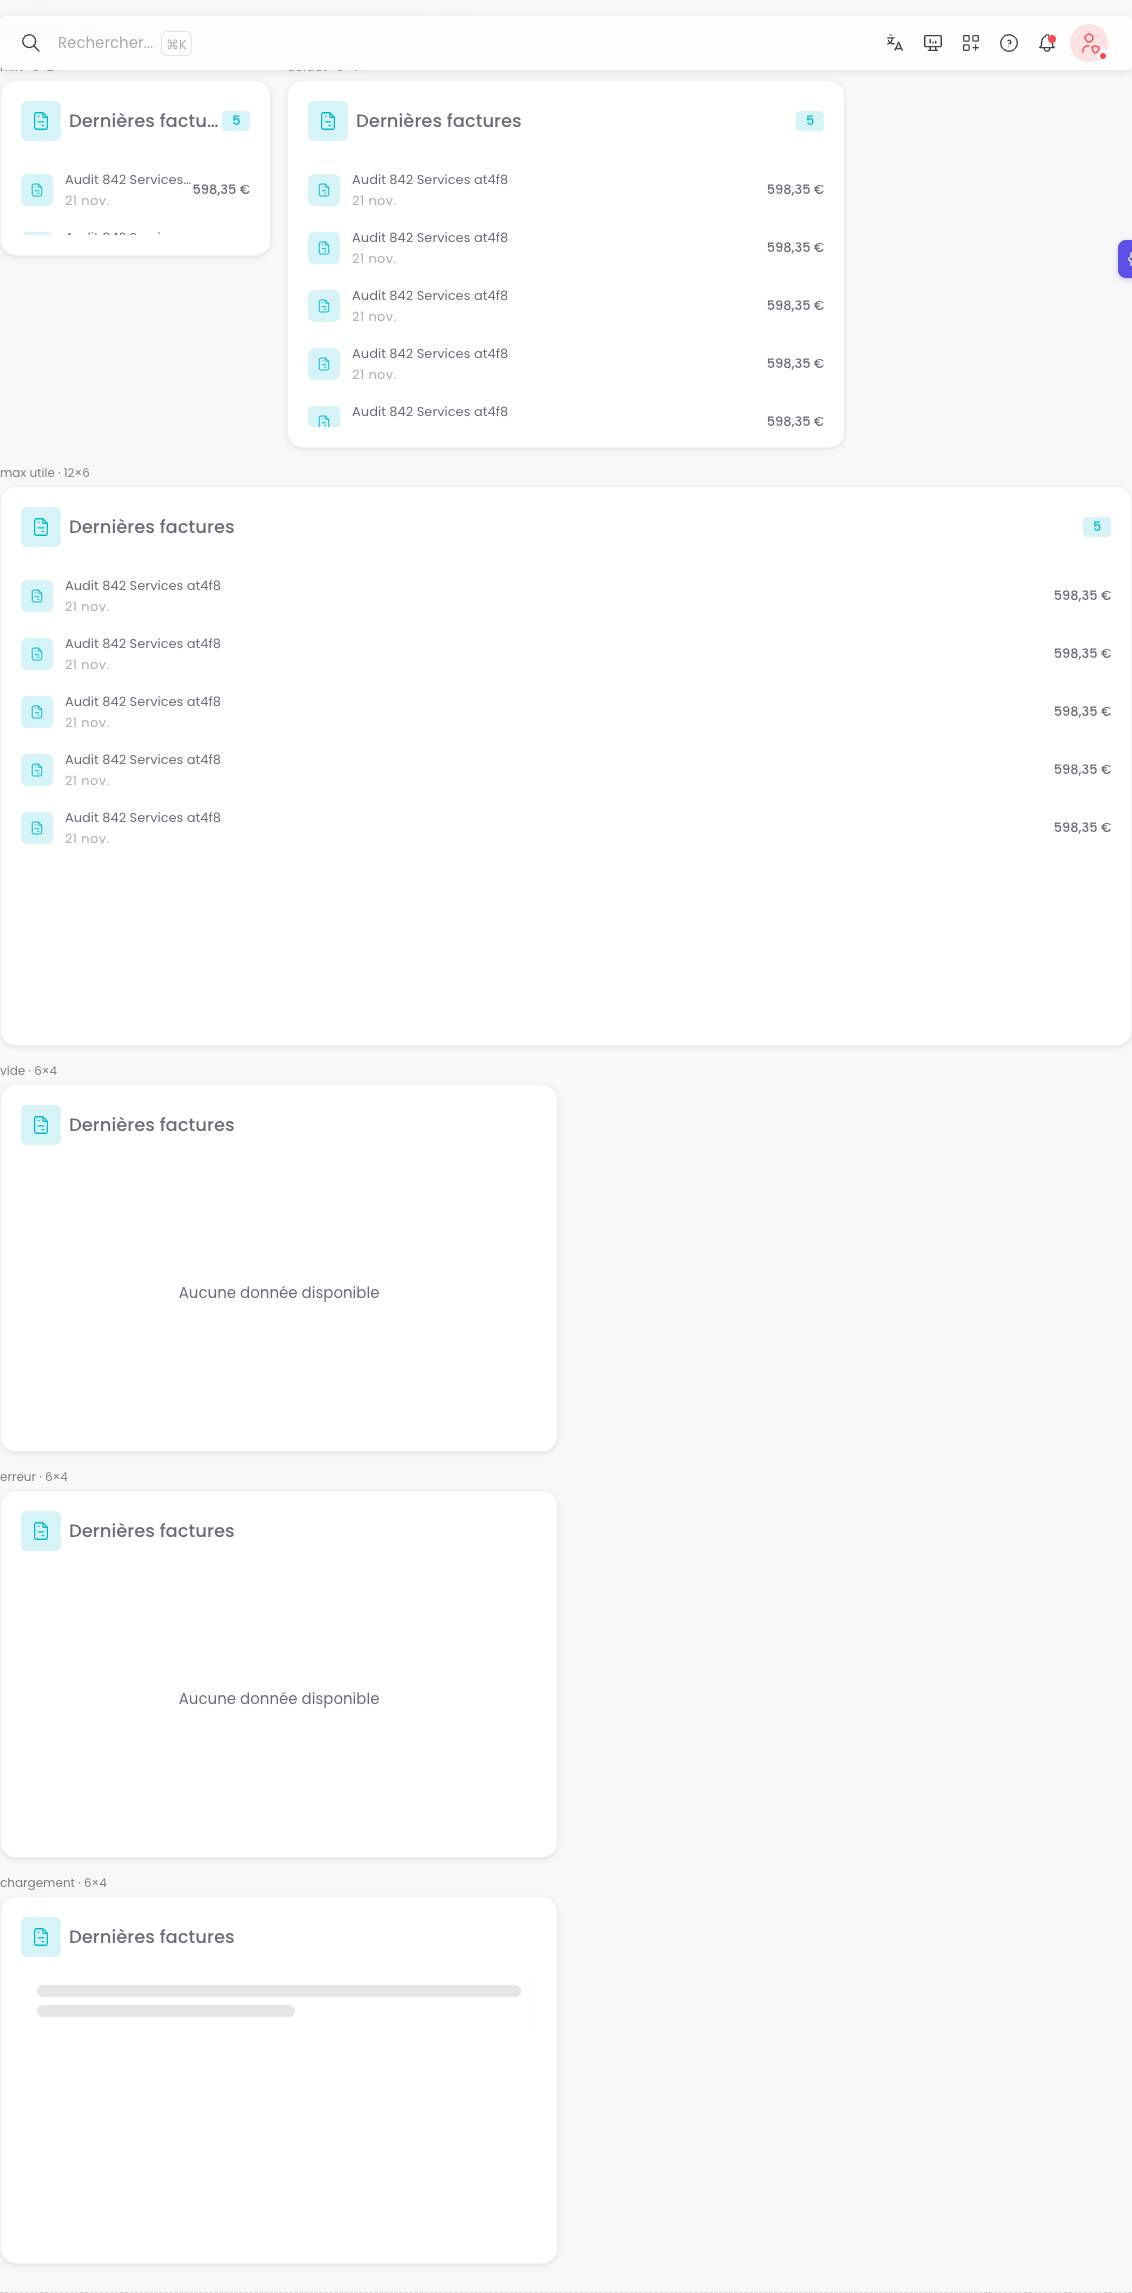 Rechercher... ⌘K
Dernières factu... 5
Audit 842 Services... 598,35 €
21 nov.
Dernières factures 5
Audit 842 Services at4f8 598,35 €
21 nov.
Audit 842 Services at4f8 598,35 €
21 nov.
Audit 842 Services at4f8 598,35 €
21 nov.
Audit 842 Services at4f8 598,35 €
21 nov.
Audit 842 Services at4f8 598,35 €
max utile · 12×6
Dernières factures 5
Audit 842 Services at4f8 598,35 €
21 nov.
Audit 842 Services at4f8 598,35 €
21 nov.
Audit 842 Services at4f8 598,35 €
21 nov.
Audit 842 Services at4f8 598,35 €
21 nov.
Audit 842 Services at4f8 598,35 €
21 nov.
vide · 6×4
Dernières factures
Aucune donnée disponible
erreur · 6×4
Dernières factures
Aucune donnée disponible
chargement · 6×4
Dernières factures